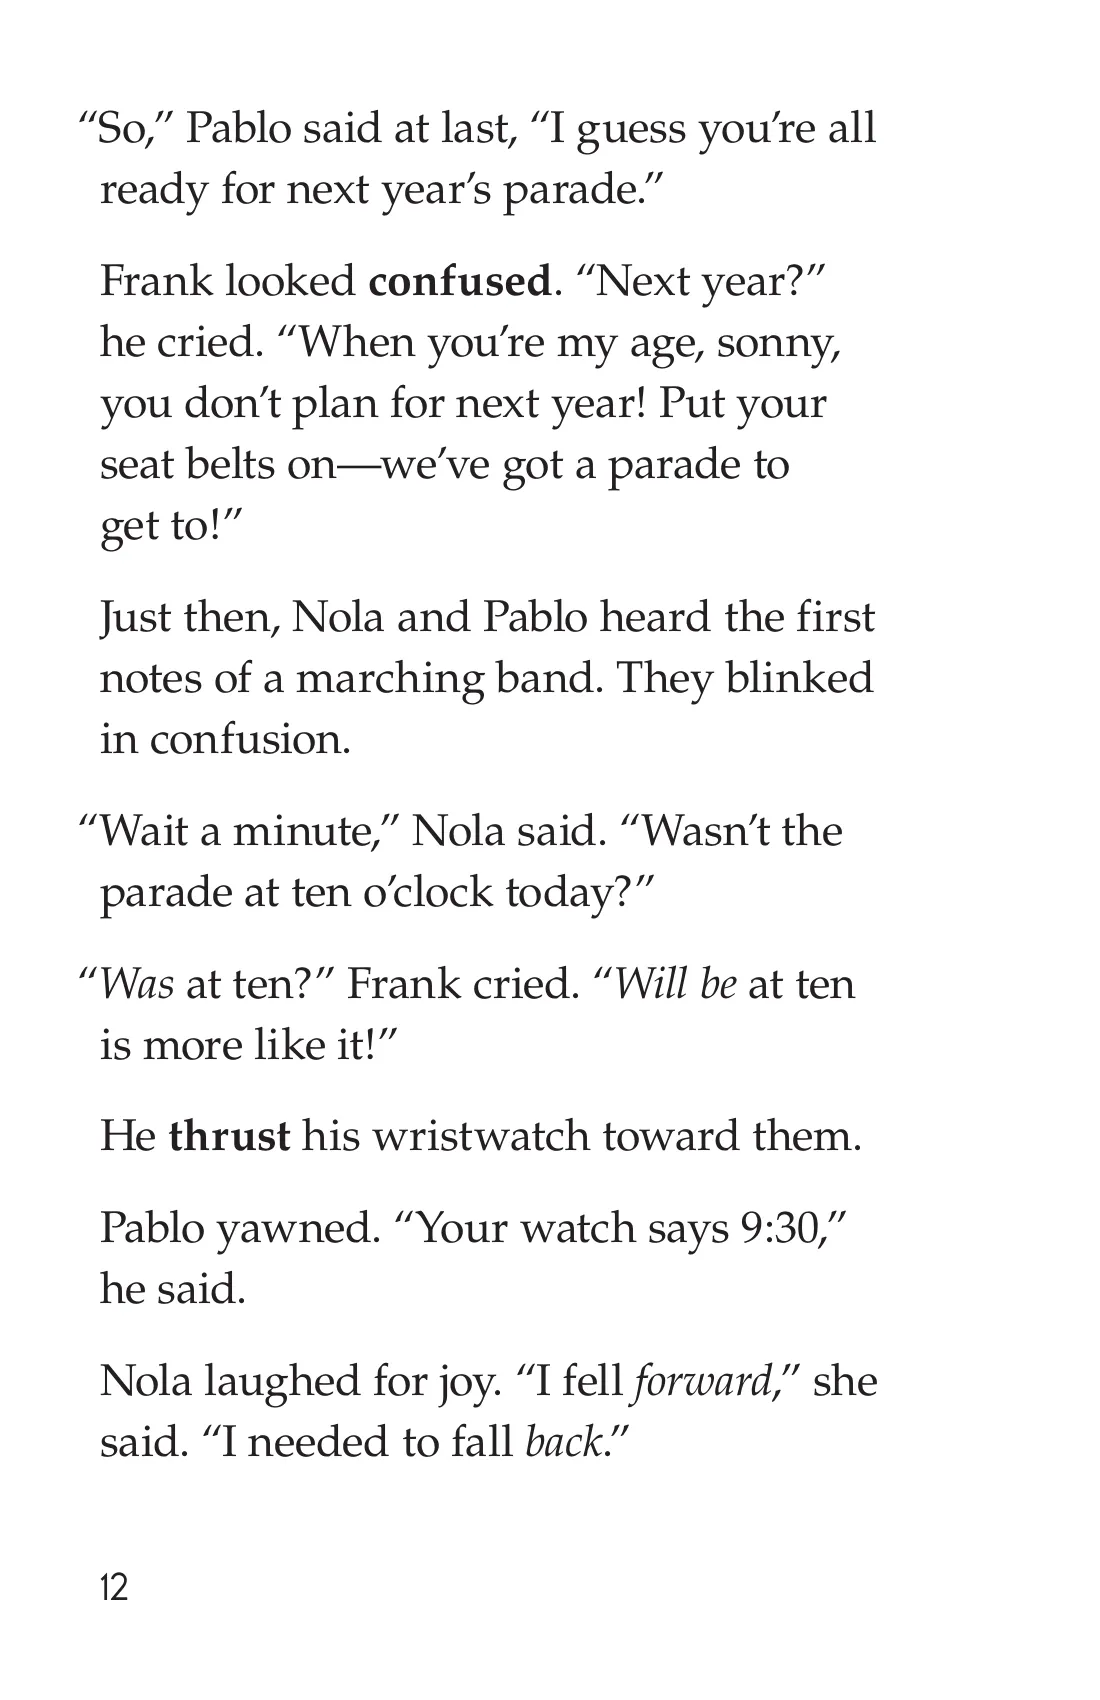 “So,” Pablo said at last, “I guess you’re all
ready for next year’s parade.”
Frank looked confused. “Next year?”
he cried. “When you’re my age, sonny,
you don’t plan for next year! Put your
seat belts on—we’ve got a parade to
get to!”
Just then, Nola and Pablo heard the first
notes of a marching band. They blinked
in confusion.
“Wait a minute,” Nola said. “Wasn’t the
parade at ten o’clock today?”
“Was at ten?” Frank cried. “Will be at ten
is more like it!”
He thrust his wristwatch toward them.
Pablo yawned. “Your watch says 9:30,”
he said.
Nola laughed for joy. “I fell forward,” she
said. “I needed to fall back.”
12